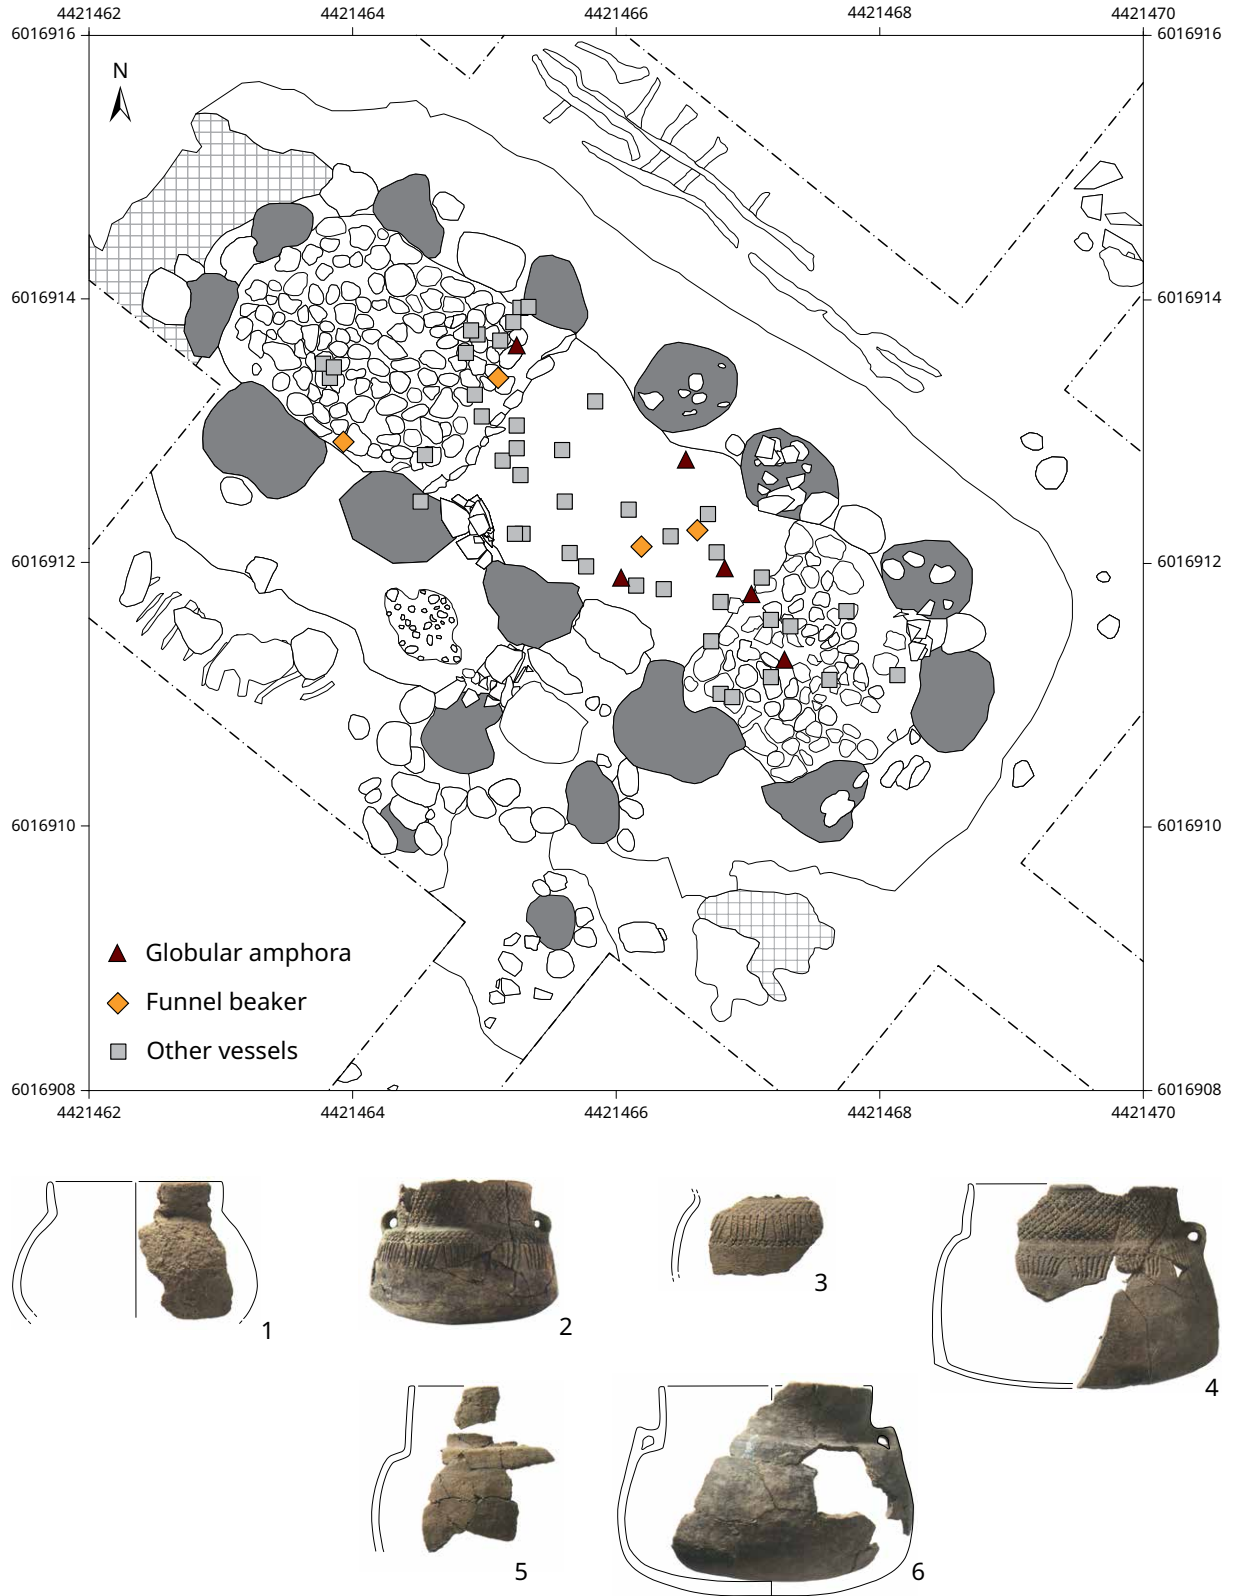 4421462 4421464 4421466 4421468 4421470
6016916 6016916
N
6016914 6016914
6016912 6016912
6016910 6016910
Globular amphora
Funnel beaker
Other vessels
6016908 6016908
4421462 4421464 4421466 4421468 4421470
1
2
3
4
5
6